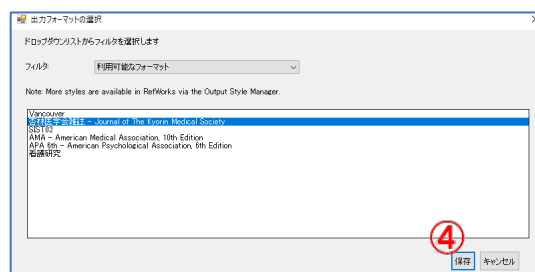 出力フォーマットの選択
ドロップダウンリストからフィルタを選択します
フィルタ: 利用可能なフォーマット
Note: More styles are available in RefWorks via the Output Style Manager.
Vancouver
杏林医学会雑誌 - Journal of The Kyorin Medical Society
SIST02
AMA - American Medical Association, 10th Edition
APA 6th - American Psychological Association, 6th Edition
看護研究
④
保存 キャンセル